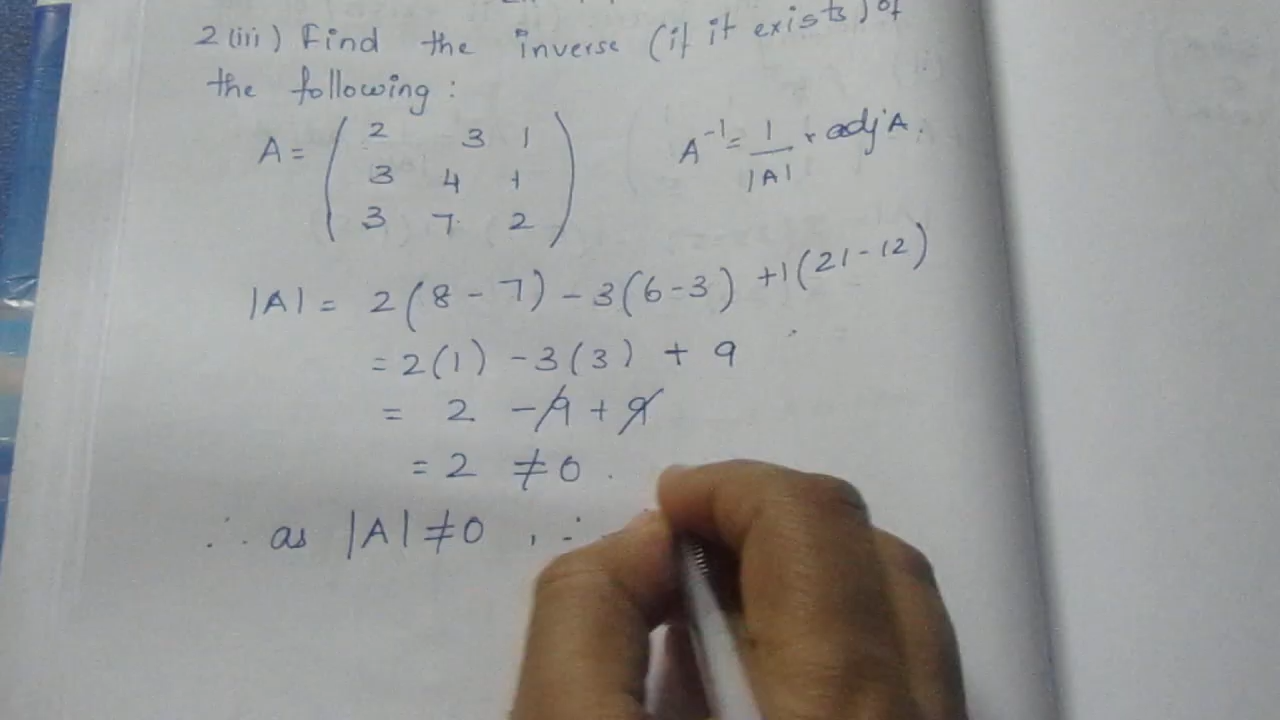 2 (iii) Find the inverse (if it exists) of
the following :
A = ( 2 3 1
3 4 1
3 7 2 )
A⁻¹ = 1/|A| × adj A.
|A| = 2(8 - 7) - 3(6-3) +1(21-12)
= 2(1) - 3(3) + 9
= 2 - 9 + 9
= 2 ≠ 0.
∴ as |A| ≠ 0 , ∴